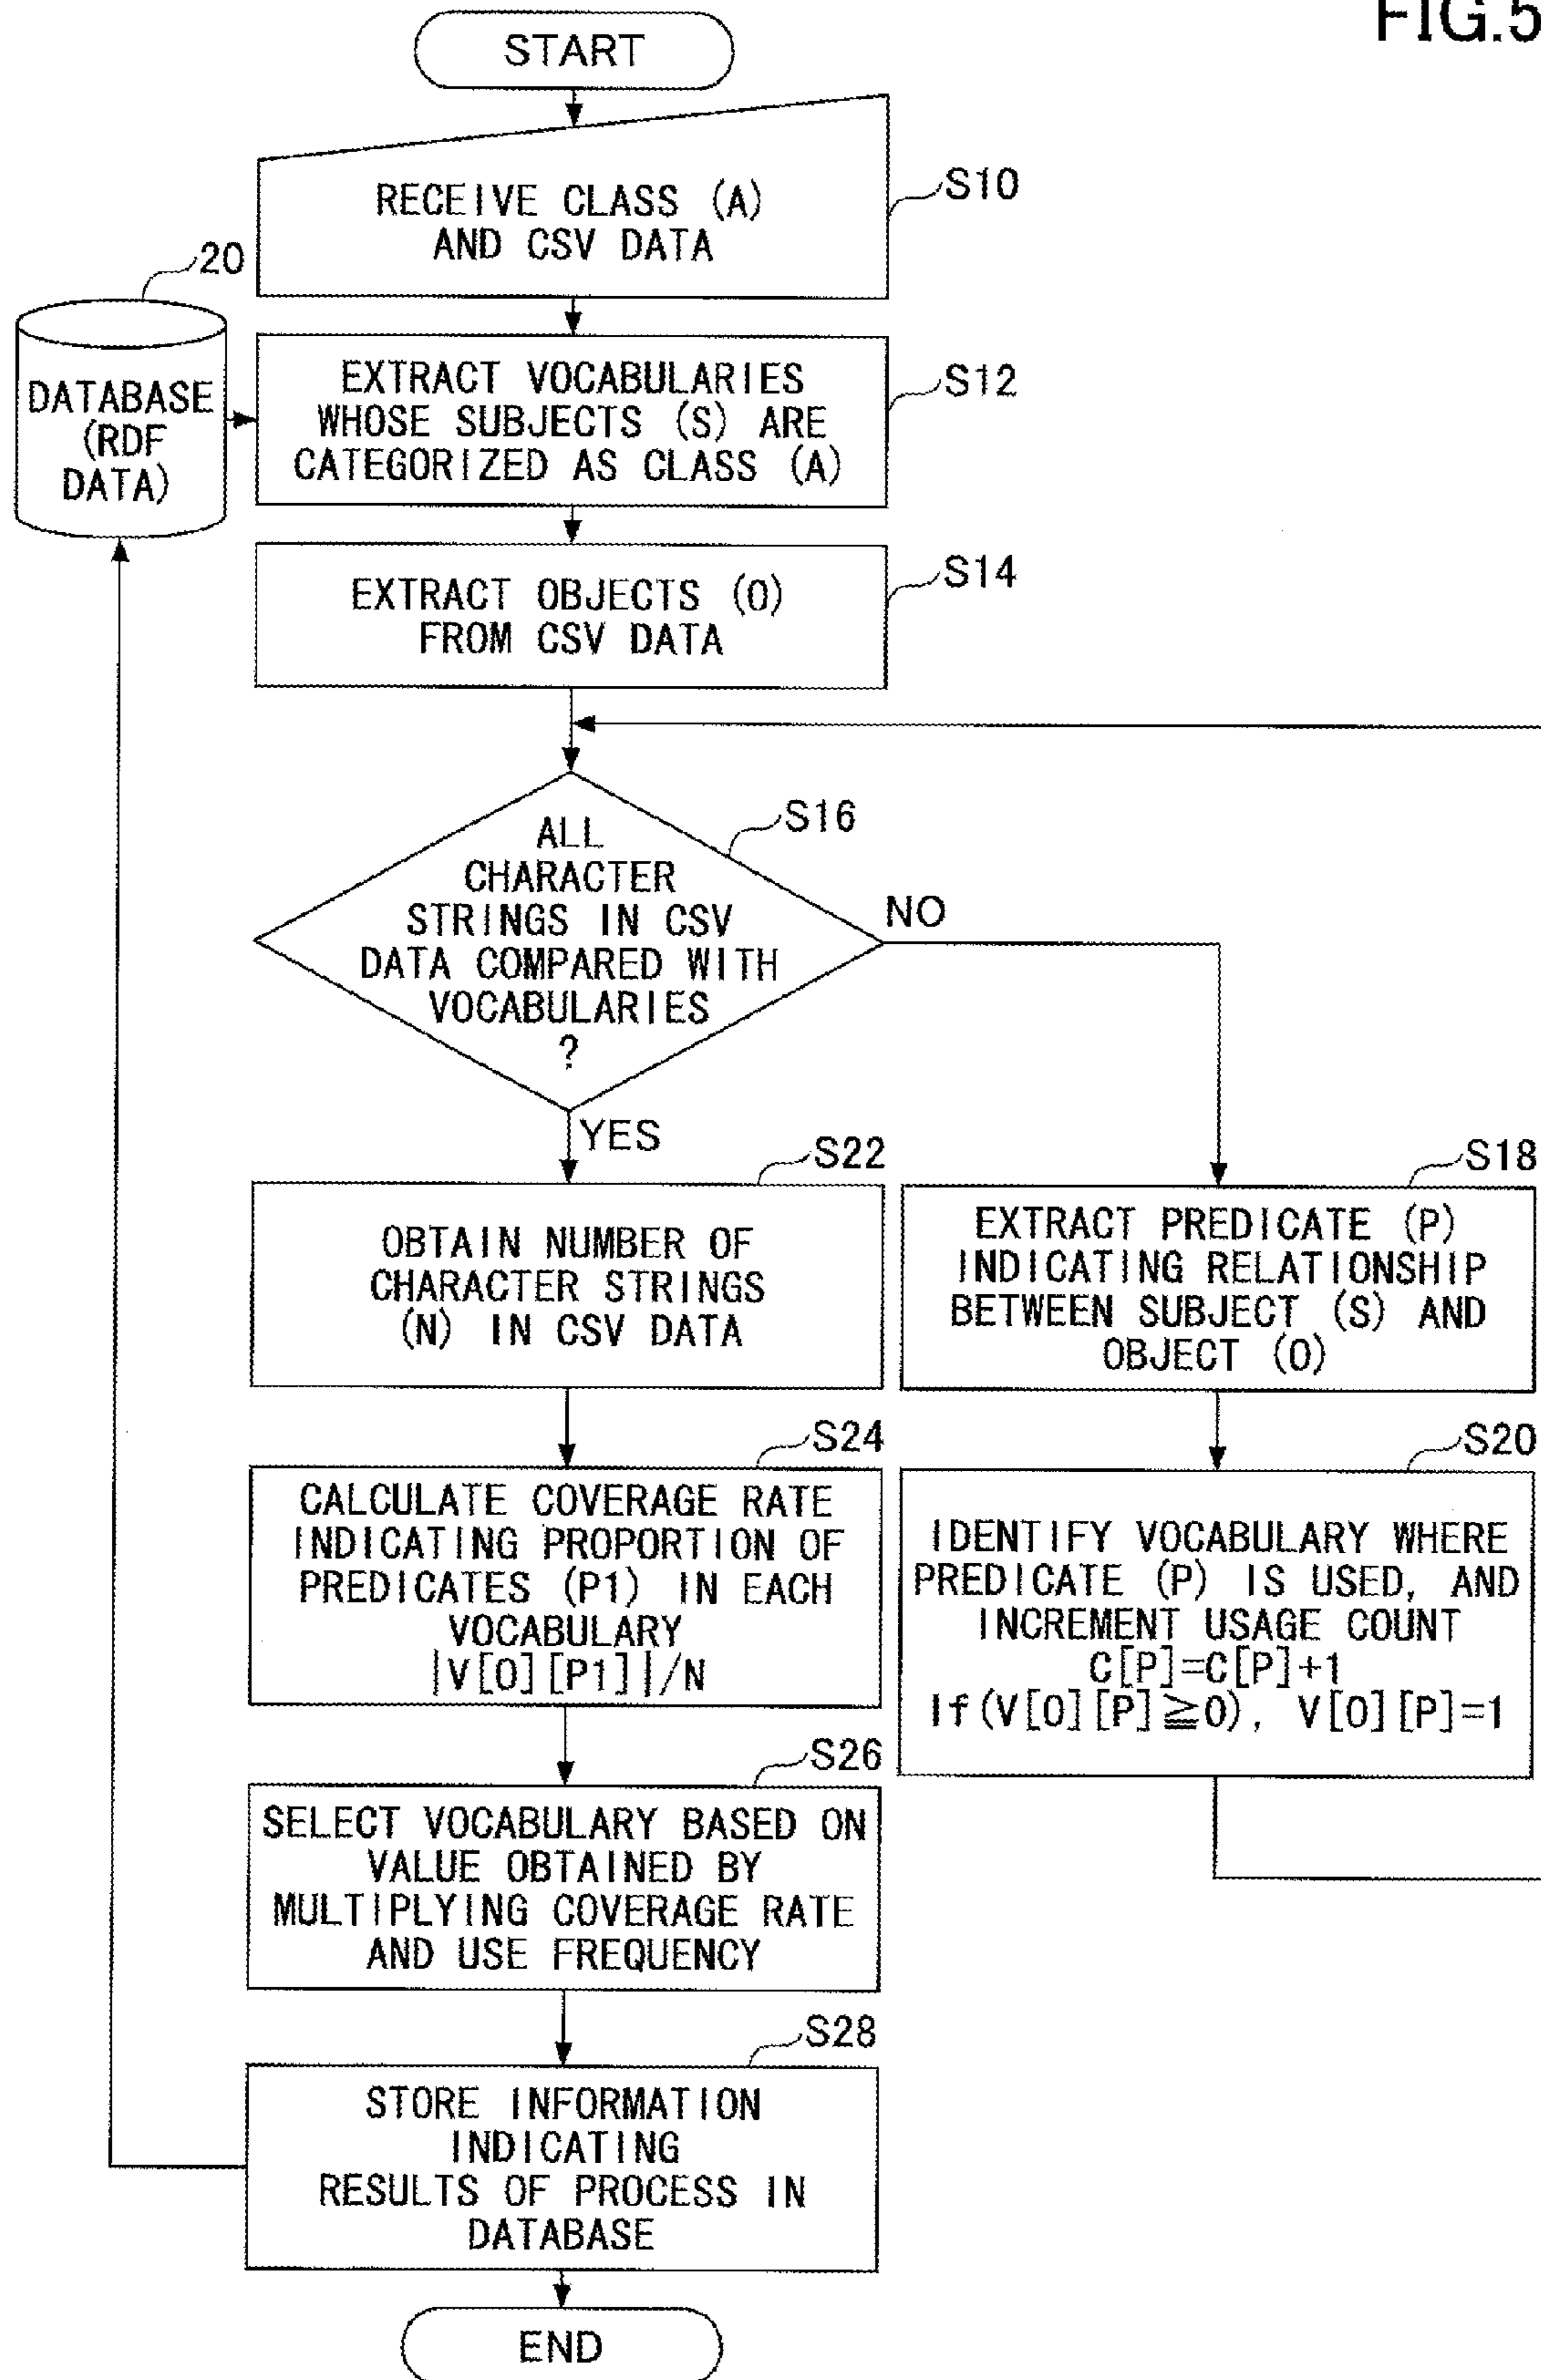 FIG.5
START
RECEIVE CLASS (A)
AND CSV DATA
S10
20
DATABASE
(RDF
DATA)
EXTRACT VOCABULARIES
WHOSE SUBJECTS (S) ARE
CATEGORIZED AS CLASS (A)
S12
EXTRACT OBJECTS (O)
FROM CSV DATA
S14
ALL
CHARACTER
STRINGS IN CSV
DATA COMPARED WITH
VOCABULARIES
?
S16
NO
YES
S18
EXTRACT PREDICATE (P)
INDICATING RELATIONSHIP
BETWEEN SUBJECT (S) AND
OBJECT (O)
S20
IDENTIFY VOCABULARY WHERE
PREDICATE (P) IS USED, AND
INCREMENT USAGE COUNT
C[P]=C[P]+1
If(V[O][P]≧0), V[O][P]=1
S22
OBTAIN NUMBER OF
CHARACTER STRINGS
(N) IN CSV DATA
S24
CALCULATE COVERAGE RATE
INDICATING PROPORTION OF
PREDICATES (P1) IN EACH
VOCABULARY
|V[O][P1]|/N
S26
SELECT VOCABULARY BASED ON
VALUE OBTAINED BY
MULTIPLYING COVERAGE RATE
AND USE FREQUENCY
S28
STORE INFORMATION
INDICATING
RESULTS OF PROCESS IN
DATABASE
END